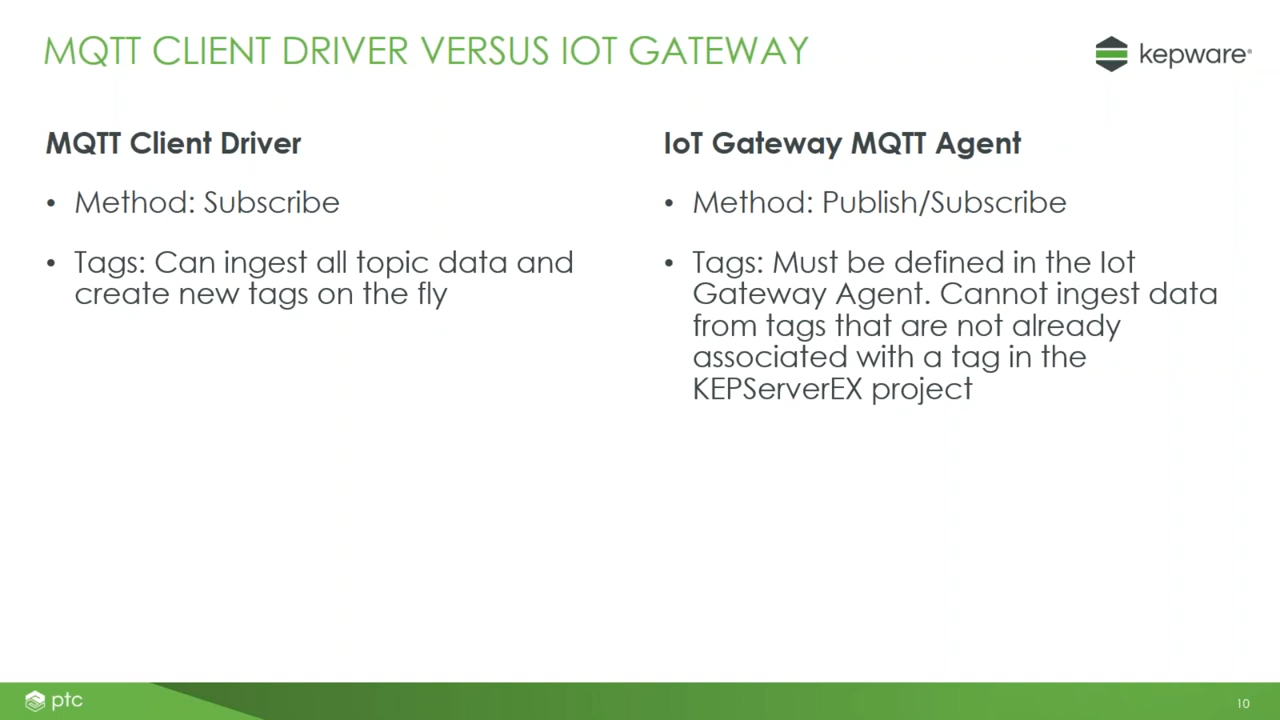 MQTT CLIENT DRIVER VERSUS IOT GATEWAY
kepware®
MQTT Client Driver
• Method: Subscribe
• Tags: Can ingest all topic data and
create new tags on the fly
IoT Gateway MQTT Agent
• Method: Publish/Subscribe
• Tags: Must be defined in the Iot
Gateway Agent. Cannot ingest data
from tags that are not already
associated with a tag in the
KEPServerEX project
ptc
10